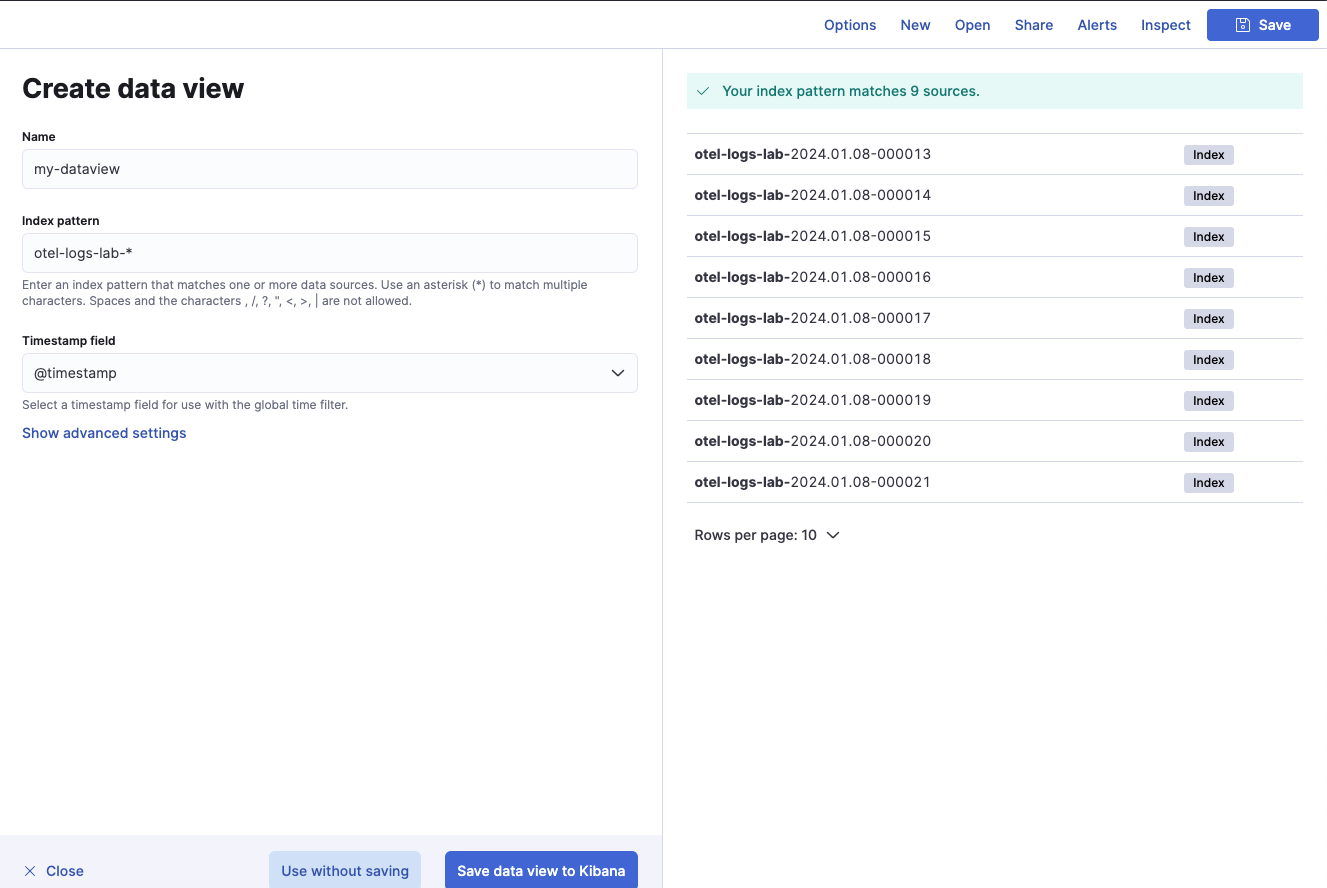 Options New Open Share Alerts Inspect Save
Create data view
Name
my-dataview
Index pattern
otel-logs-lab-*
Enter an index pattern that matches one or more data sources. Use an asterisk (*) to match multiple
characters. Spaces and the characters , /, ?, ", <, >, | are not allowed.
Timestamp field
@timestamp
Select a timestamp field for use with the global time filter.
Show advanced settings
Close Use without saving Save data view to Kibana
Your index pattern matches 9 sources.
otel-logs-lab-2024.01.08-000013 Index
otel-logs-lab-2024.01.08-000014 Index
otel-logs-lab-2024.01.08-000015 Index
otel-logs-lab-2024.01.08-000016 Index
otel-logs-lab-2024.01.08-000017 Index
otel-logs-lab-2024.01.08-000018 Index
otel-logs-lab-2024.01.08-000019 Index
otel-logs-lab-2024.01.08-000020 Index
otel-logs-lab-2024.01.08-000021 Index
Rows per page: 10